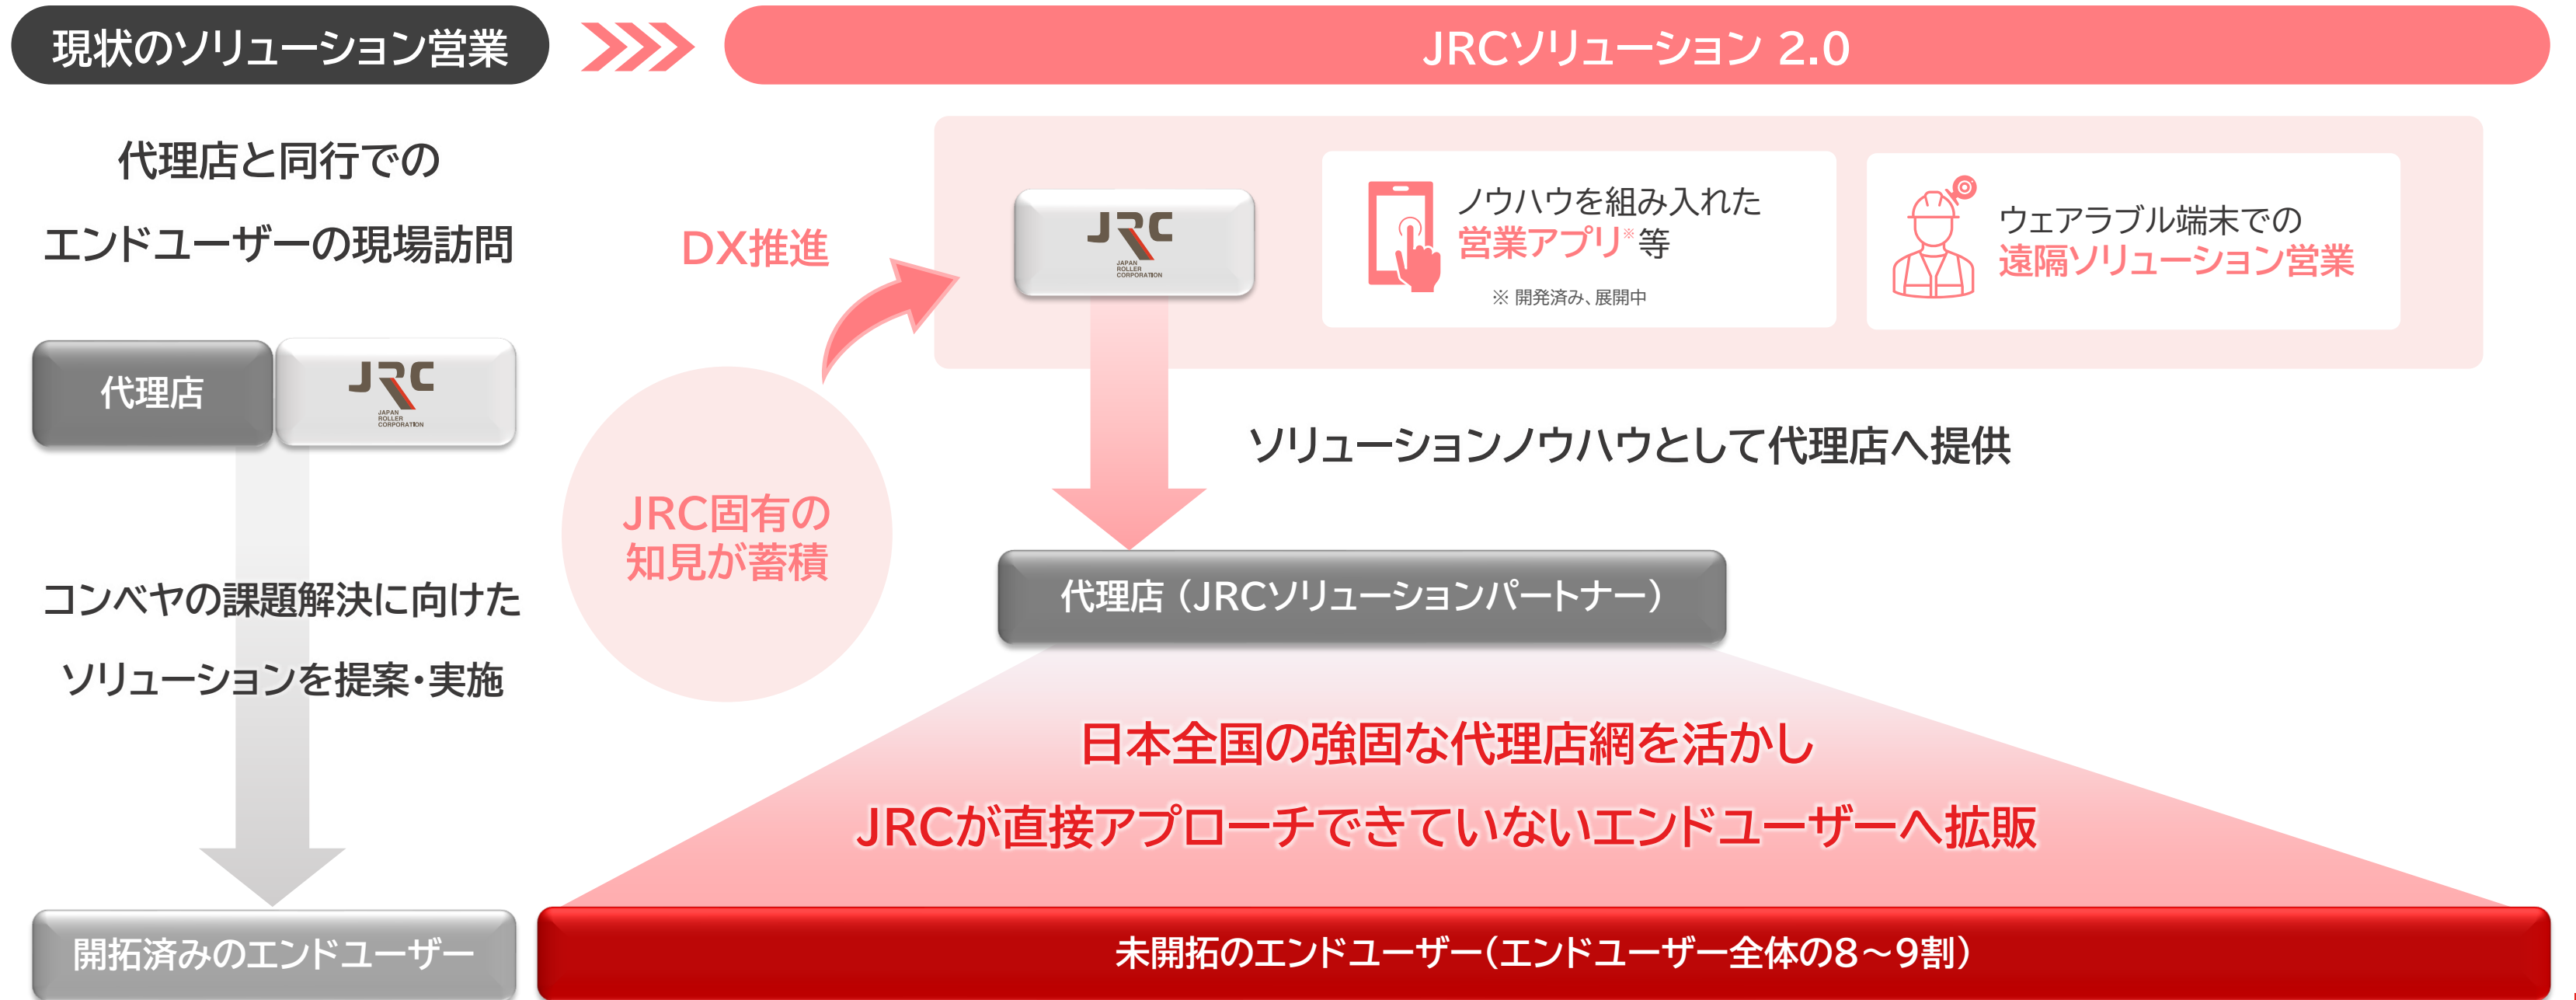 現状のソリューション営業
JRCソリューション 2.0
代理店と同行での
エンドユーザーの現場訪問
代理店
JRC
JAPAN
ROLLER
CORPORATION
コンベヤの課題解決に向けた
ソリューションを提案・実施
開拓済みのエンドユーザー
JRC固有の
知見が蓄積
DX推進
JRC
JAPAN
ROLLER
CORPORATION
ノウハウを組み入れた
営業アプリ※等
※ 開発済み、展開中
ウェアラブル端末での
遠隔ソリューション営業
ソリューションノウハウとして代理店へ提供
代理店（JRCソリューションパートナー）
日本全国の強固な代理店網を活かし
JRCが直接アプローチできていないエンドユーザーへ拡販
未開拓のエンドユーザー（エンドユーザー全体の8～9割）